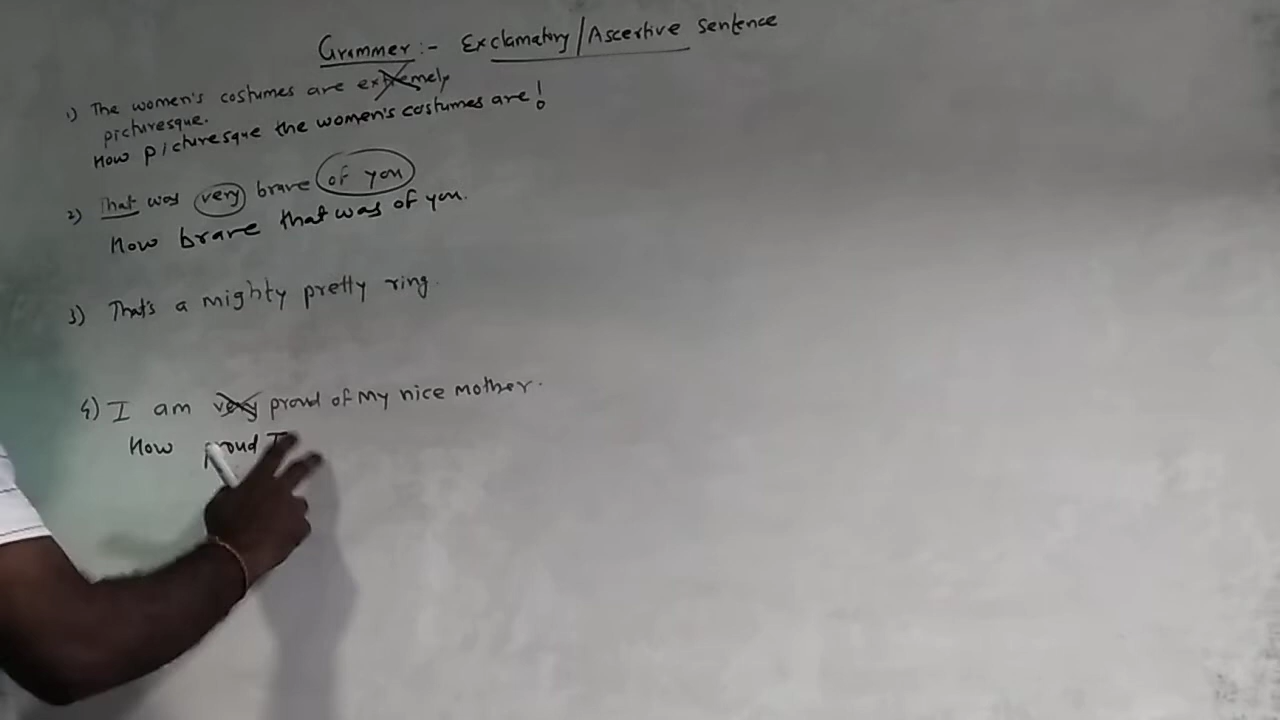 Grammer :- Exclamatory/Ascertive Sentence
1) The women's costumes are extremely
picturesque.
How picturesque the women's costumes are!
2) That was very brave of you
How brave that was of you.
3) That's a mighty pretty ring.
4) I am very proud of my nice mother.
How proud I